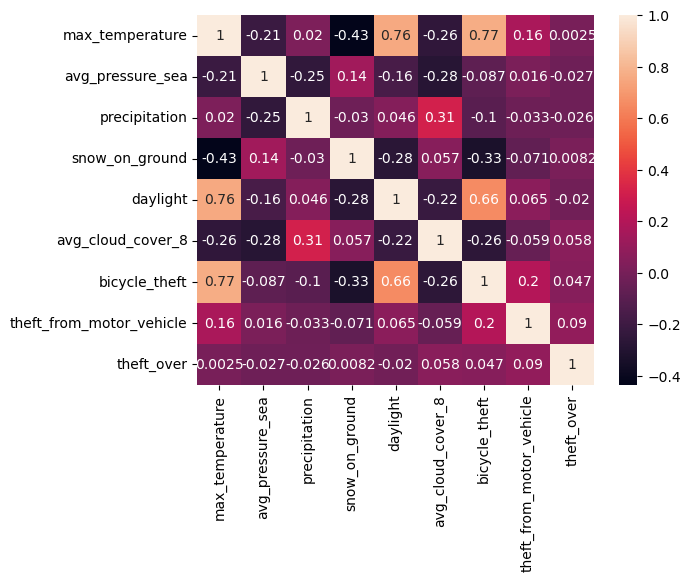 max_temperature 1 -0.21 0.02 -0.43 0.76 -0.26 0.77 0.16 0.0025
avg_pressure_sea -0.21 1 -0.25 0.14 -0.16 -0.28 -0.087 0.016 -0.027
precipitation 0.02 -0.25 1 -0.03 0.046 0.31 -0.1 -0.033 -0.026
snow_on_ground -0.43 0.14 -0.03 1 -0.28 0.057 -0.33 -0.071 0.0082
daylight 0.76 -0.16 0.046 -0.28 1 -0.22 0.66 0.065 -0.02
avg_cloud_cover_8 -0.26 -0.28 0.31 0.057 -0.22 1 -0.26 -0.059 0.058
bicycle_theft 0.77 -0.087 -0.1 -0.33 0.66 -0.26 1 0.2 0.047
theft_from_motor_vehicle 0.16 0.016 -0.033 -0.071 0.065 -0.059 0.2 1 0.09
theft_over 0.0025 -0.027 -0.026 0.0082 -0.02 0.058 0.047 0.09 1
max_temperature
avg_pressure_sea
precipitation
snow_on_ground
daylight
avg_cloud_cover_8
bicycle_theft
theft_from_motor_vehicle
theft_over
1.0
0.8
0.6
0.4
0.2
0.0
−0.2
−0.4